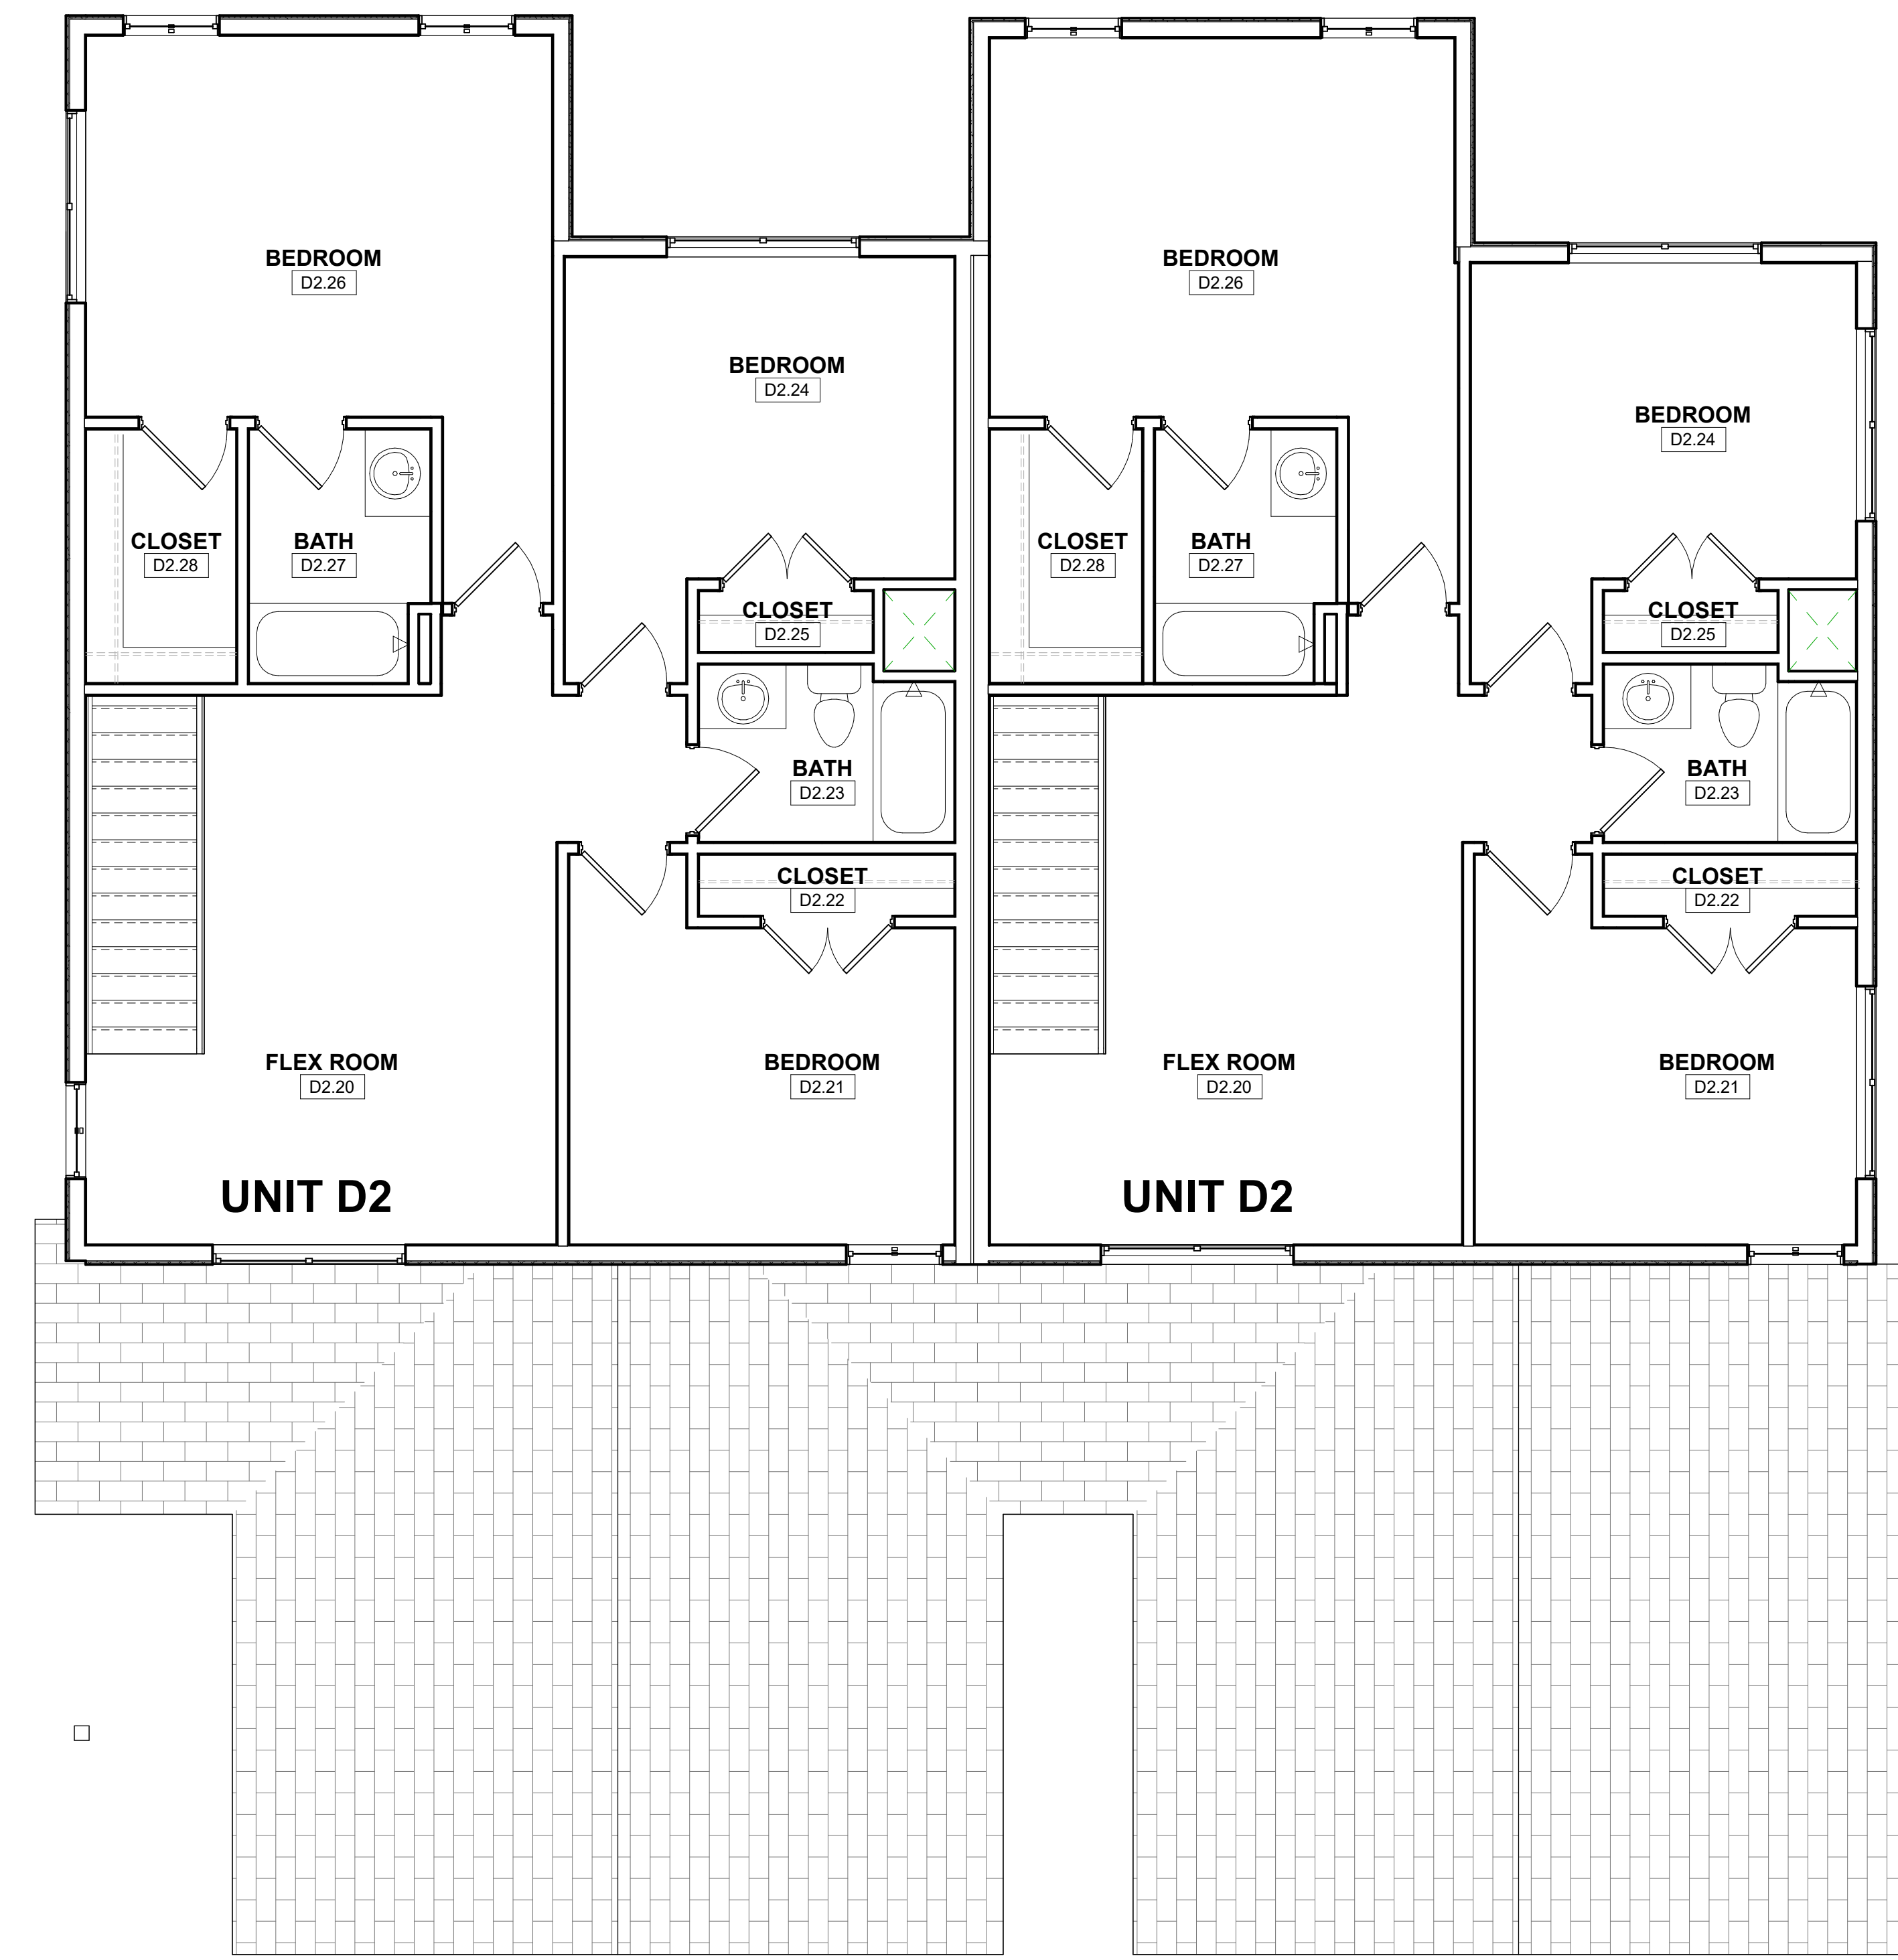 BEDROOM
D2.26
BEDROOM
D2.24
CLOSET
D2.28
BATH
D2.27
CLOSET
D2.25
BATH
D2.23
CLOSET
D2.22
FLEX ROOM
D2.20
BEDROOM
D2.21
UNIT D2
BEDROOM
D2.26
BEDROOM
D2.24
CLOSET
D2.28
BATH
D2.27
CLOSET
D2.25
BATH
D2.23
CLOSET
D2.22
FLEX ROOM
D2.20
BEDROOM
D2.21
UNIT D2